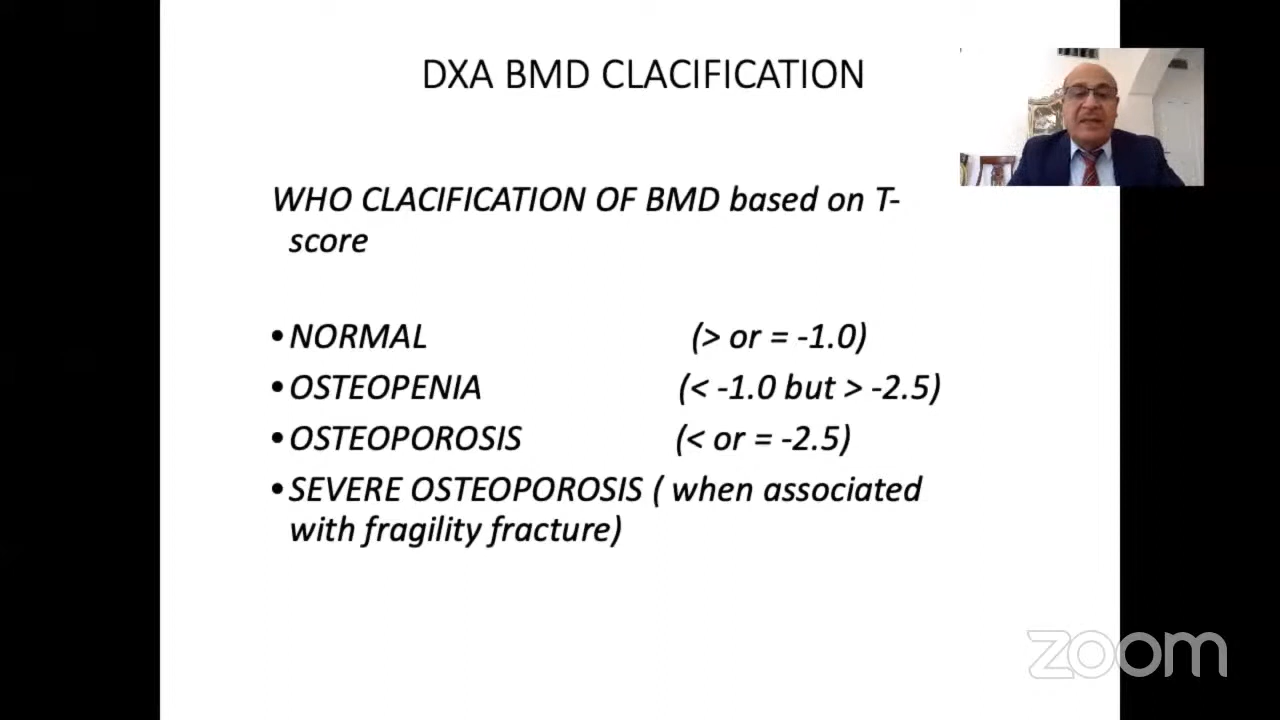 DXA BMD CLACIFICATION
WHO CLACIFICATION OF BMD based on T-
score
•NORMAL (> or = -1.0)
•OSTEOPENIA (< -1.0 but > -2.5)
•OSTEOPOROSIS (< or = -2.5)
•SEVERE OSTEOPOROSIS ( when associated
with fragility fracture)
zoom